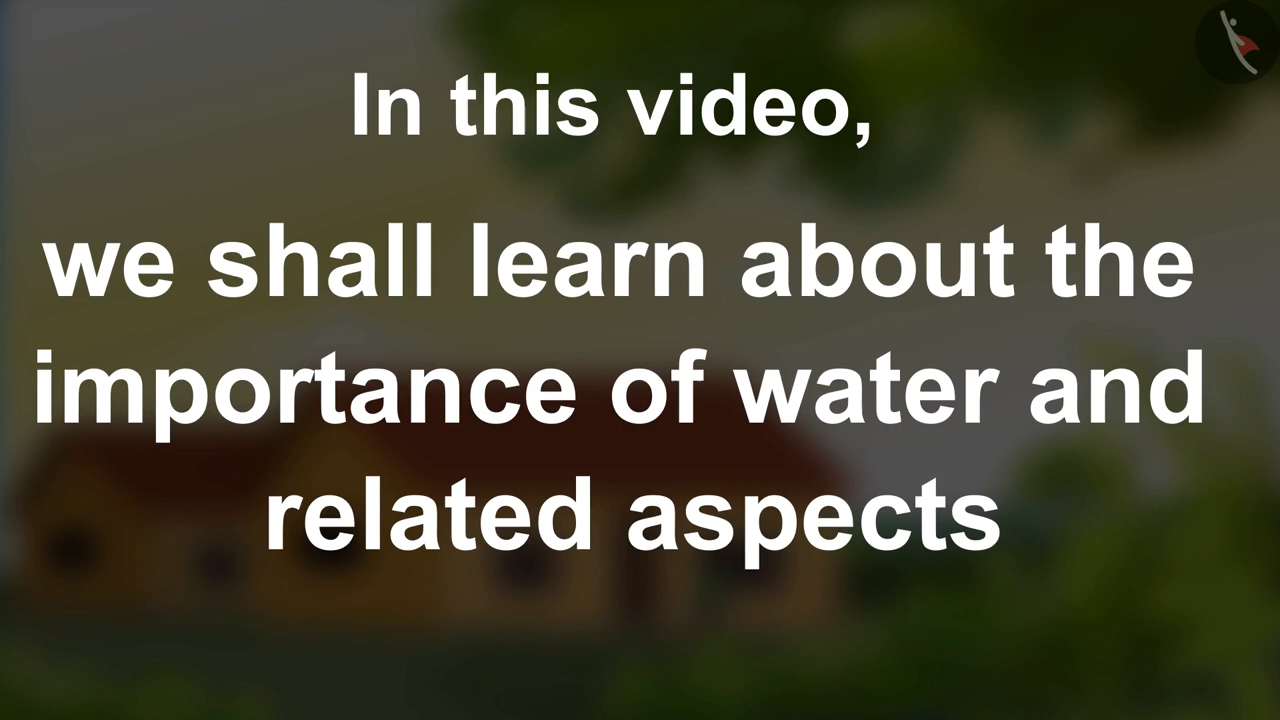 In this video,
we shall learn about the
importance of water and
related aspects